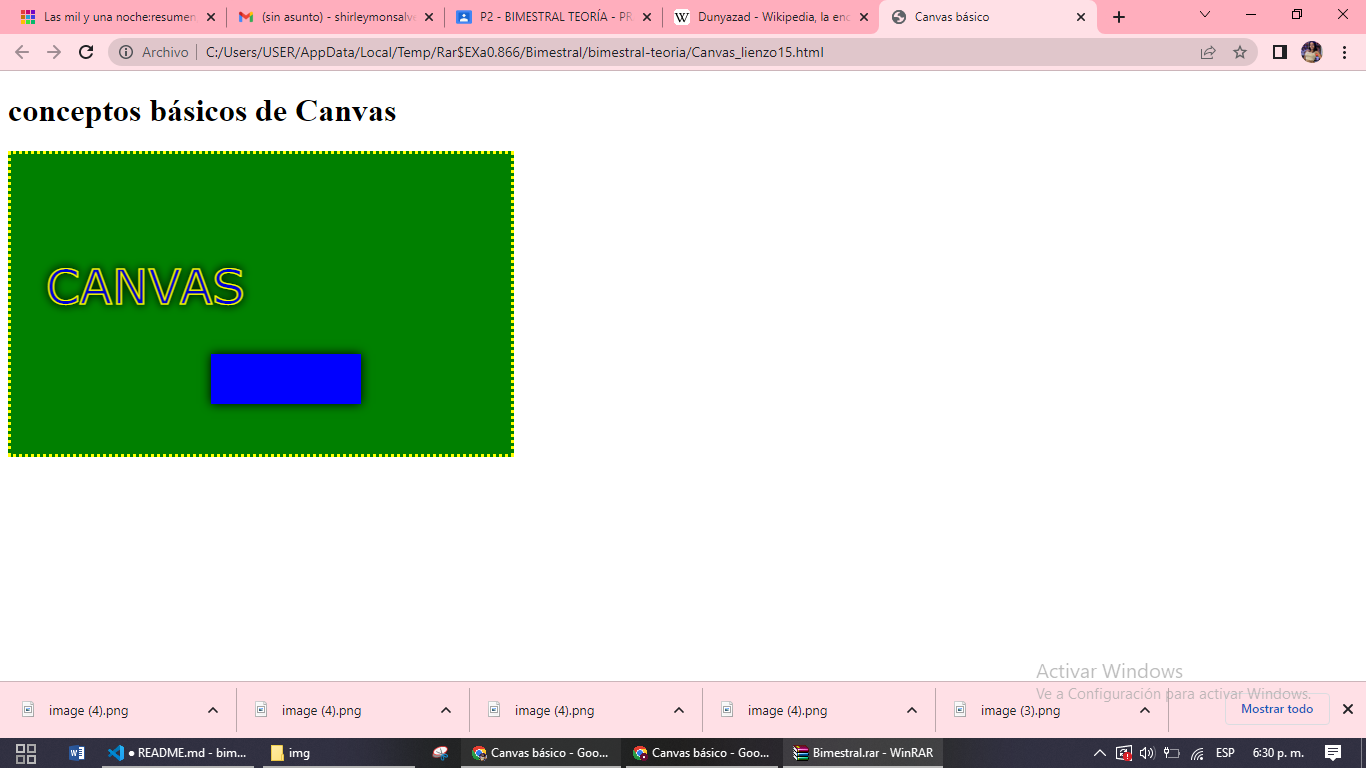 Las mil y una noche:resumen
(sin asunto) - shirleymonsalv
P2 - BIMESTRAL TEORÍA - PR
Dunyazad - Wikipedia, la enc
Canvas básico
Archivo
C:/Users/USER/AppData/Local/Temp/Rar$EXa0.866/Bimestral/bimestral-teoria/Canvas_lienzo15.html
conceptos básicos de Canvas
CANVAS
Activar Windows
Ve a Configuración para activar Windows.
image (4).png
image (4).png
image (4).png
image (4).png
image (3).png
Mostrar todo
● README.md - bim...
img
Canvas básico - Goo...
Canvas básico - Goo...
Bimestral.rar - WinRAR
ESP
6:30 p. m.